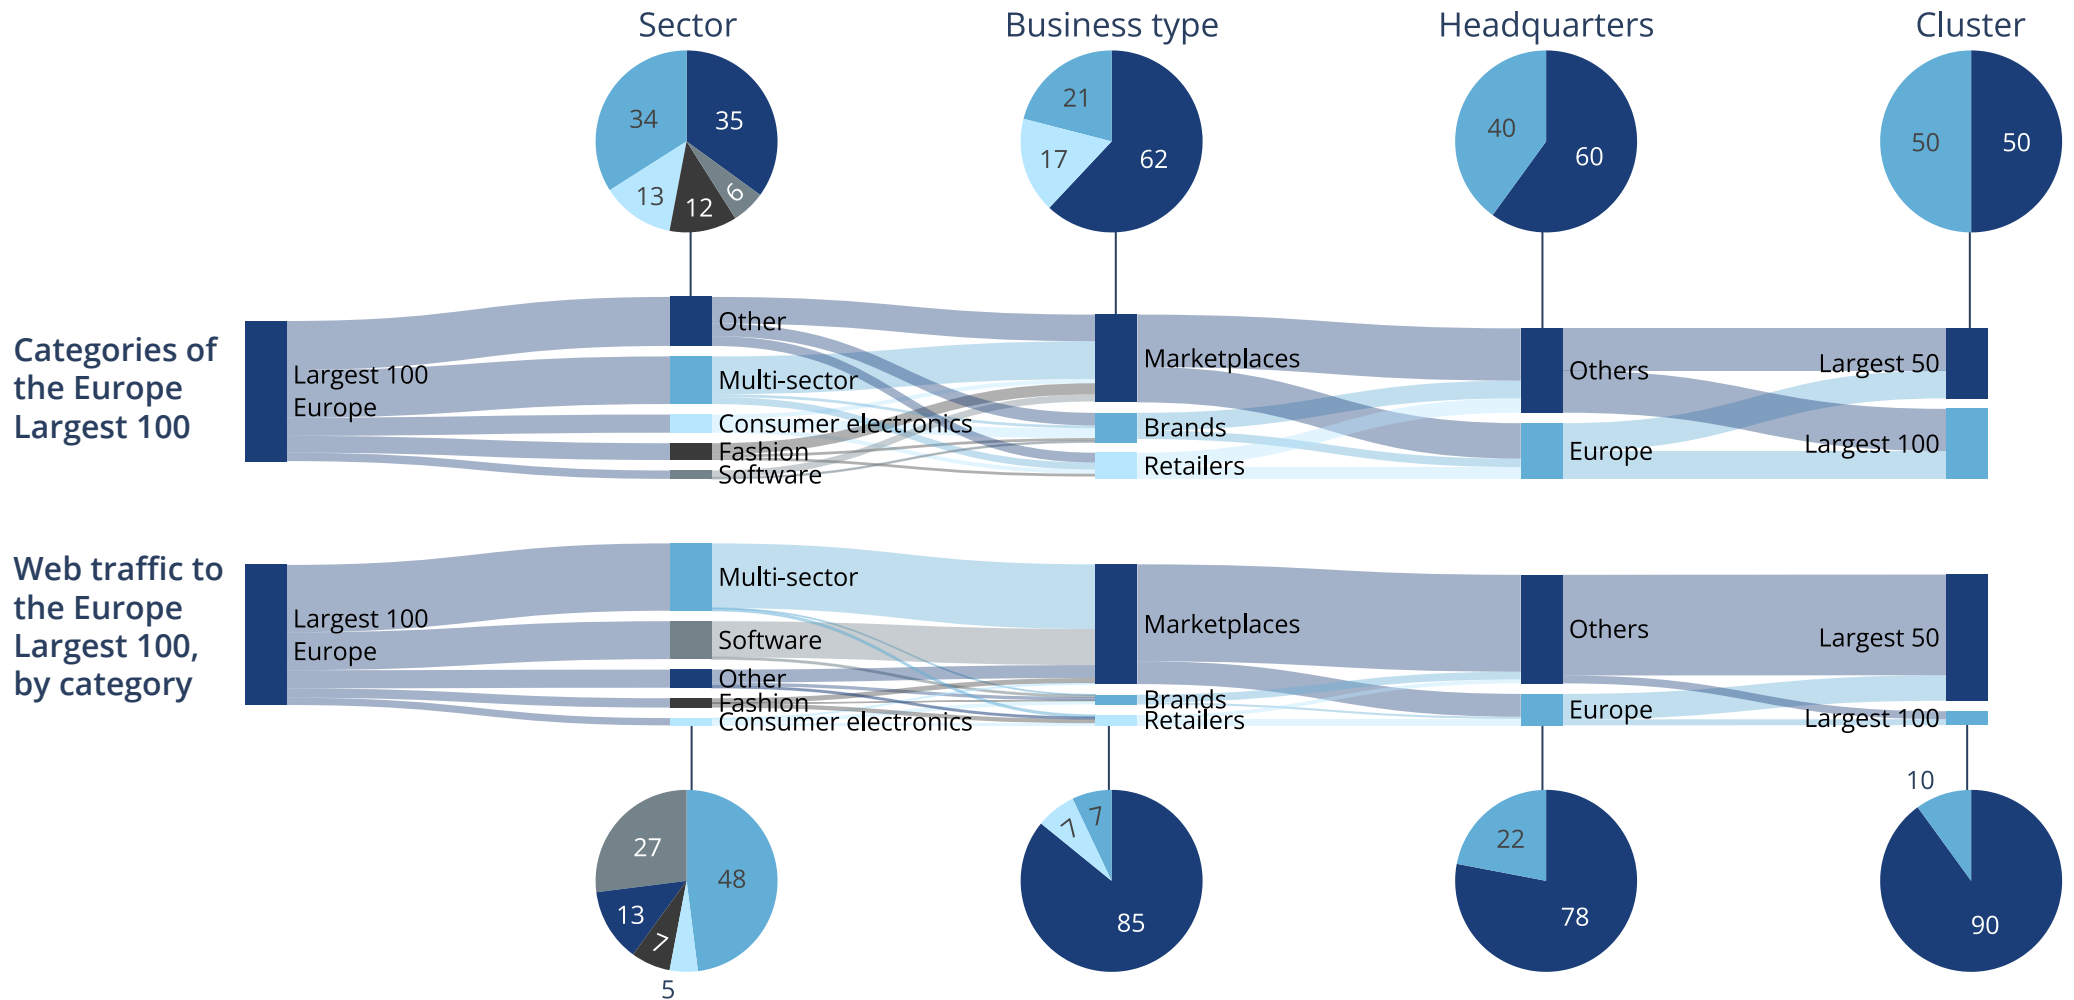 Sector
Business type
Headquarters
Cluster
34
35
13
12
6
21
17
62
40
60
50
50
Categories of
the Europe
Largest 100
Largest 100
Europe
Other
Multi-sector
Consumer electronics
Fashion
Software
Marketplaces
Brands
Retailers
Others
Europe
Largest 50
Largest 100
Web traffic to
the Europe
Largest 100,
by category
Largest 100
Europe
Multi-sector
Software
Other
Fashion
Consumer electronics
Marketplaces
Brands
Retailers
Others
Europe
Largest 50
Largest 100
27
48
13
7
5
7
7
85
22
78
10
90